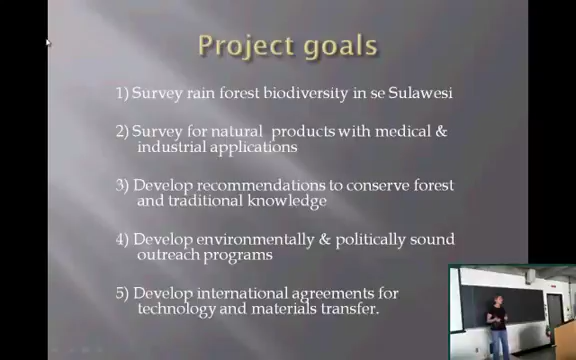 Project goals
1) Survey rain forest biodiversity in se Sulawesi
2) Survey for natural products with medical &
industrial applications
3) Develop recommendations to conserve forest
and traditional knowledge
4) Develop environmentally & politically sound
outreach programs
5) Develop international agreements for
technology and materials transfer.